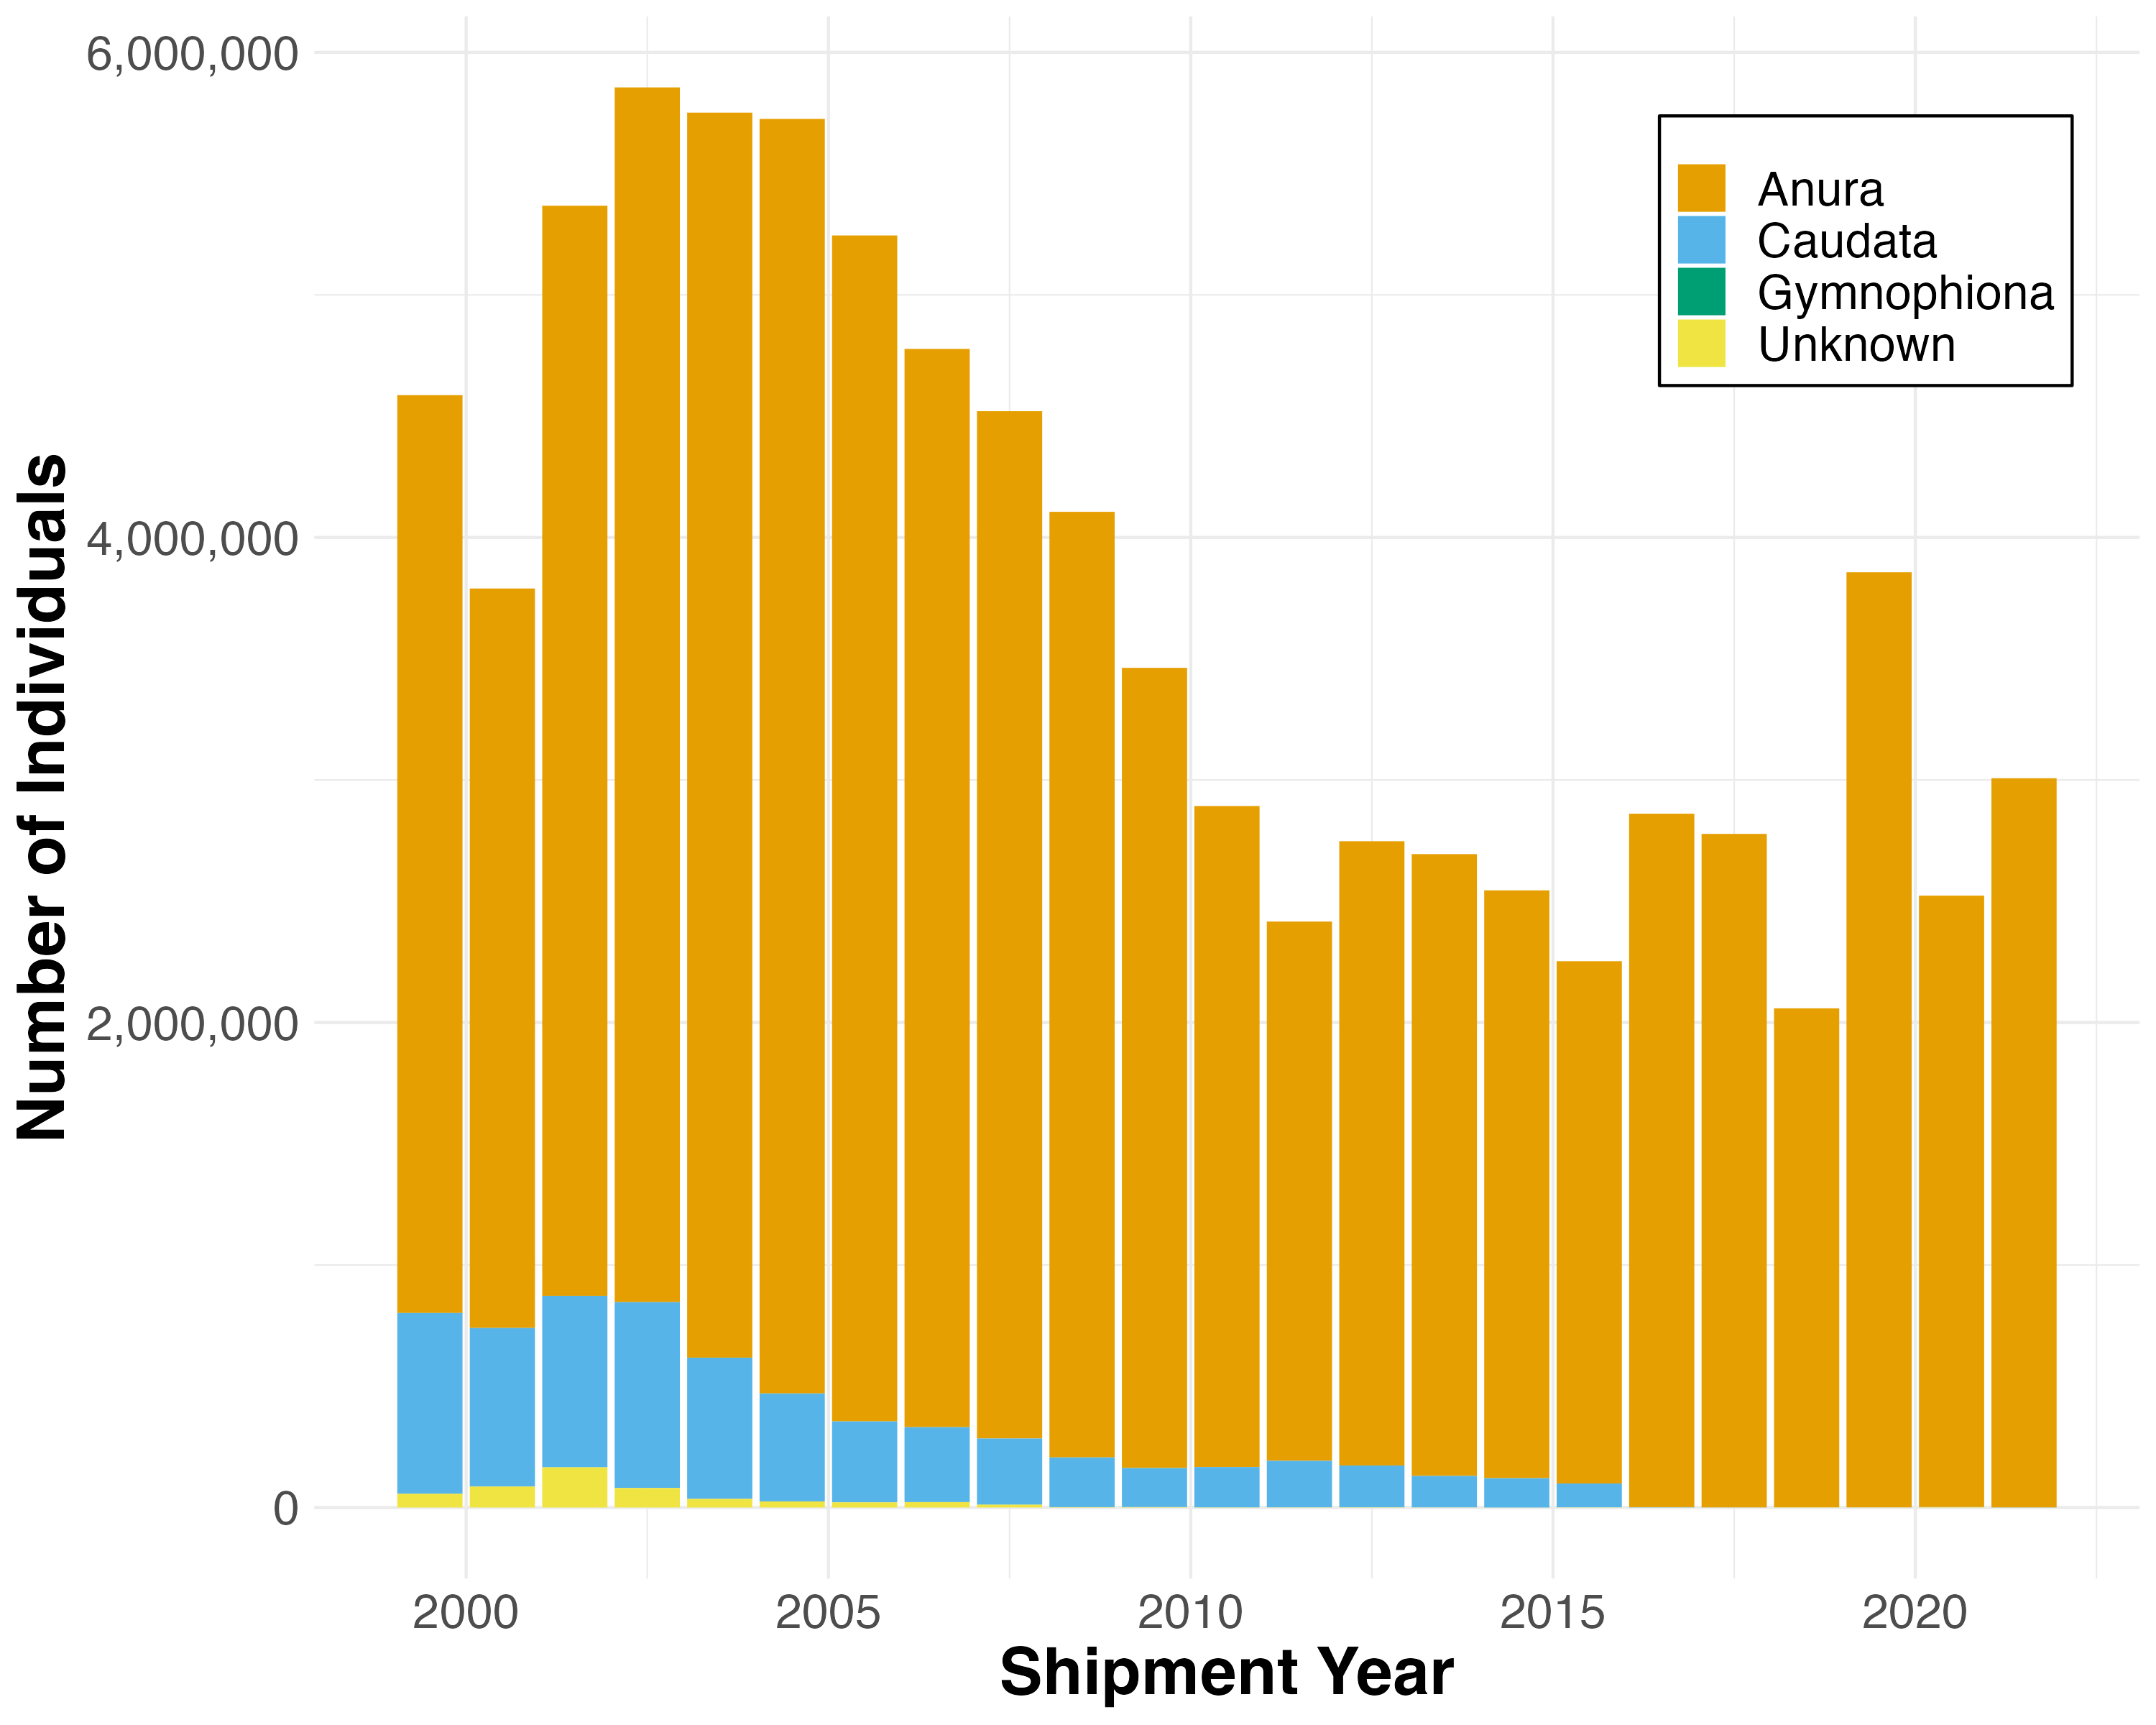 6,000,000
4,000,000
2,000,000
0
Number of Individuals
Anura
Caudata
Gymnophiona
Unknown
2000 2005 2010 2015 2020
Shipment Year